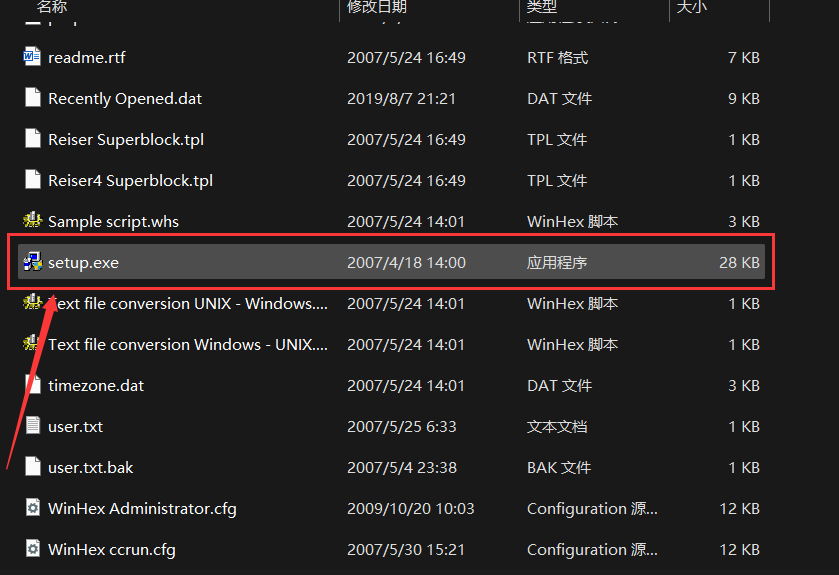 名称 修改日期 类型 大小
readme.rtf 2007/5/24 16:49 RTF 格式 7 KB
Recently Opened.dat 2019/8/7 21:21 DAT 文件 9 KB
Reiser Superblock.tpl 2007/5/24 16:49 TPL 文件 1 KB
Reiser4 Superblock.tpl 2007/5/24 16:49 TPL 文件 1 KB
Sample script.whs 2007/5/24 14:01 WinHex 脚本 3 KB
setup.exe 2007/4/18 14:00 应用程序 28 KB
Text file conversion UNIX - Windows.... 2007/5/24 14:01 WinHex 脚本 1 KB
Text file conversion Windows - UNIX.... 2007/5/24 14:01 WinHex 脚本 1 KB
timezone.dat 2007/5/24 14:01 DAT 文件 3 KB
user.txt 2007/5/25 6:33 文本文档 1 KB
user.txt.bak 2007/5/4 23:38 BAK 文件 1 KB
WinHex Administrator.cfg 2009/10/20 10:03 Configuration 源... 12 KB
WinHex ccrun.cfg 2007/5/30 15:21 Configuration 源... 12 KB